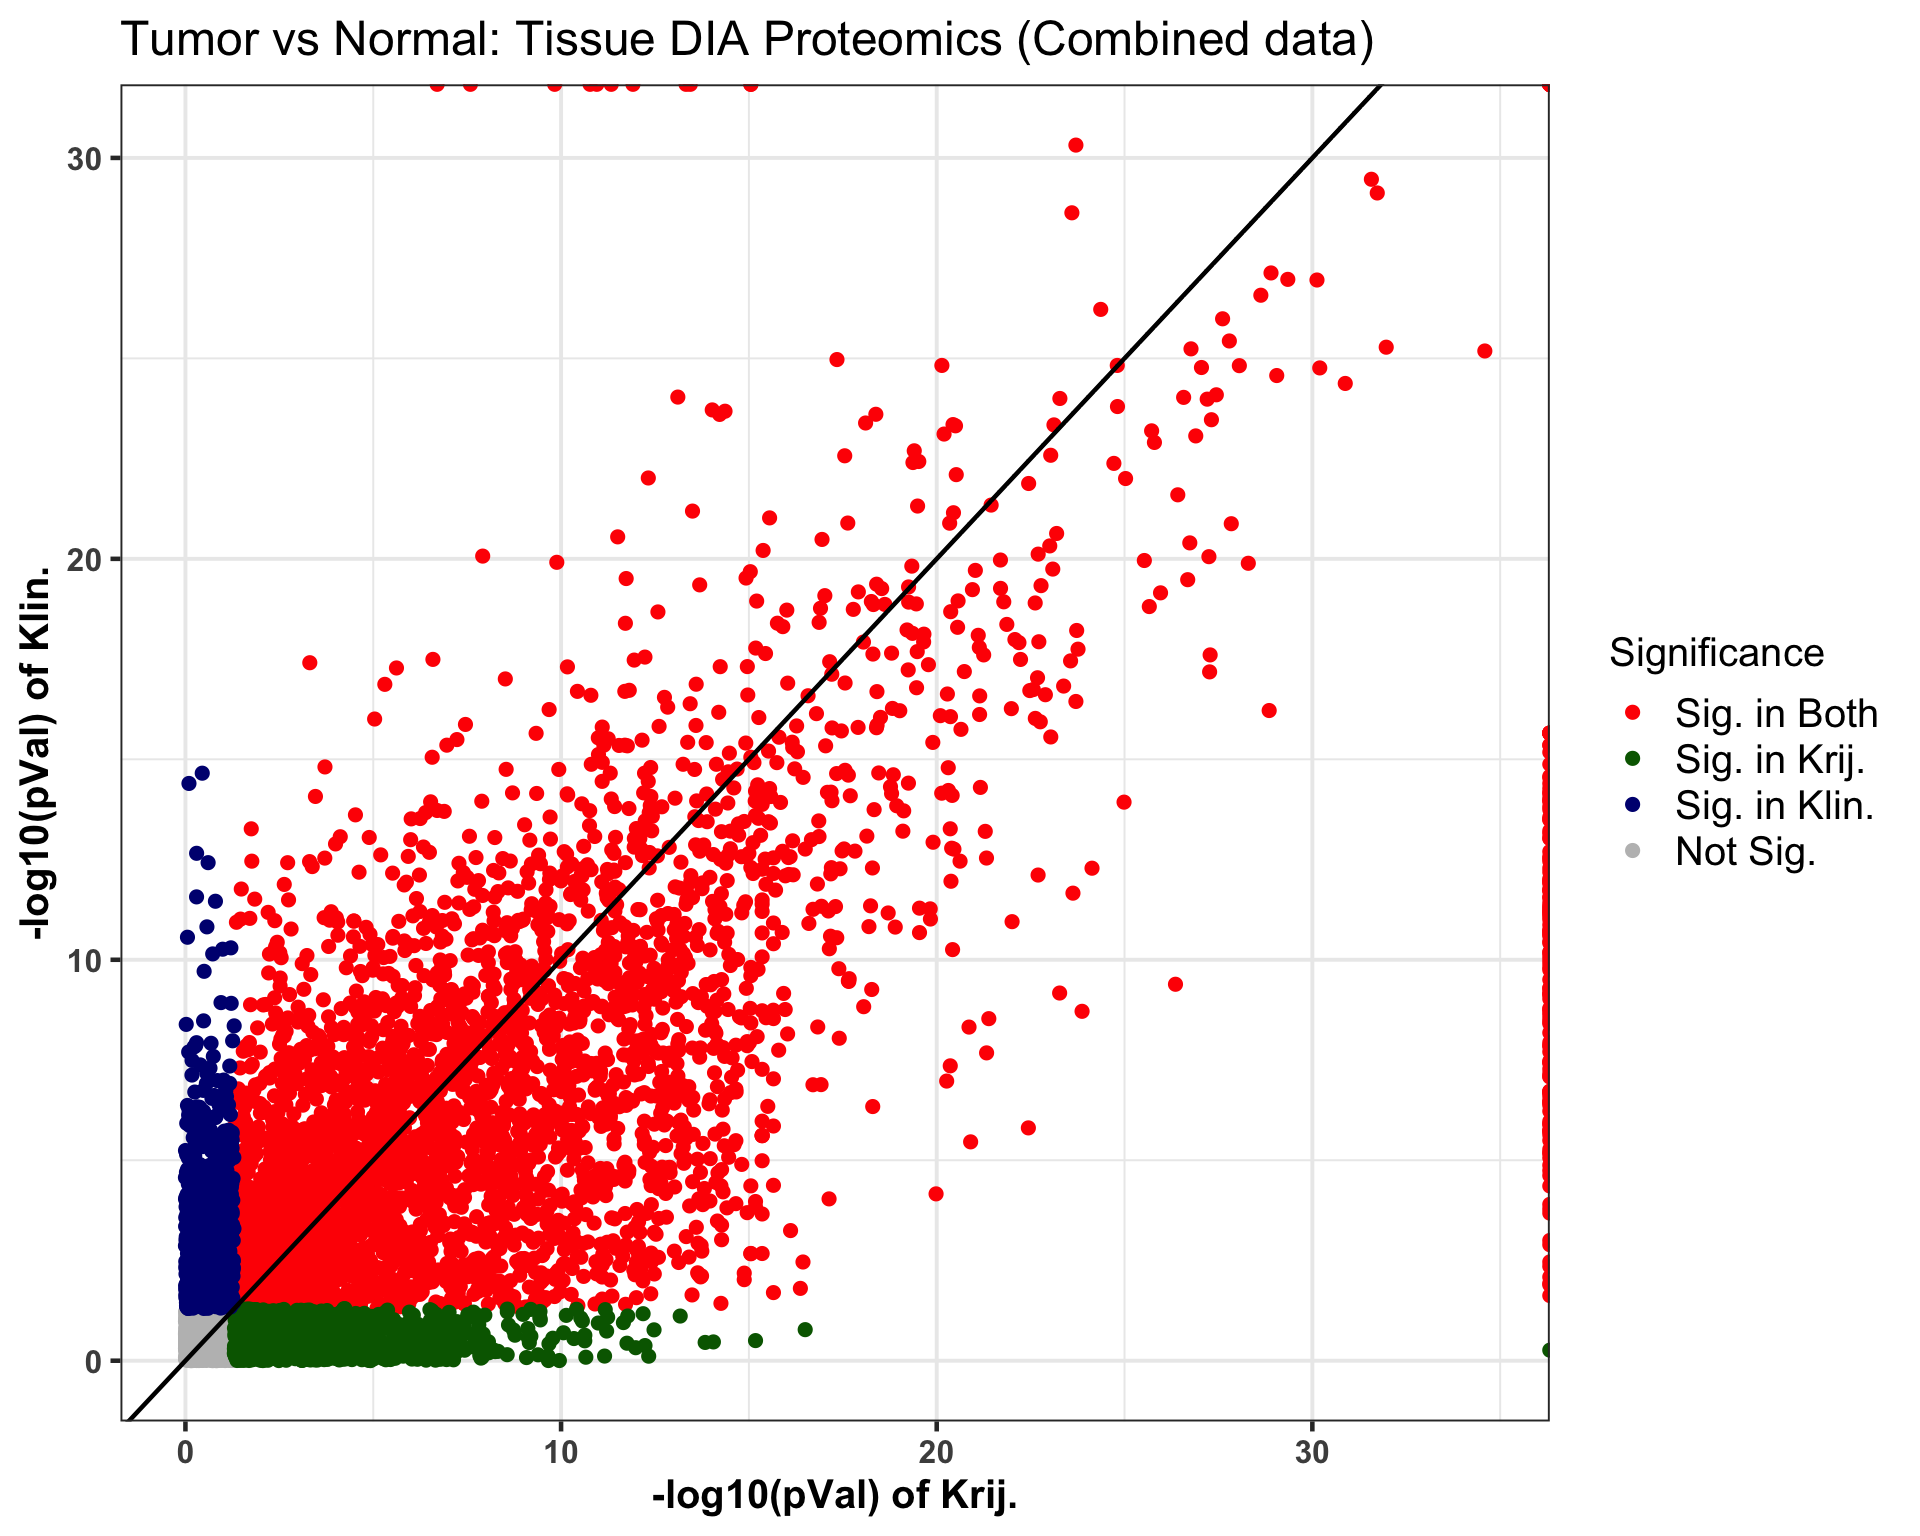 Tumor vs Normal: Tissue DIA Proteomics (Combined data)
-log10(pVal) of Klin.
30
20
10
0
0 10 20 30
-log10(pVal) of Krij.
Significance
Sig. in Both
Sig. in Krij.
Sig. in Klin.
Not Sig.